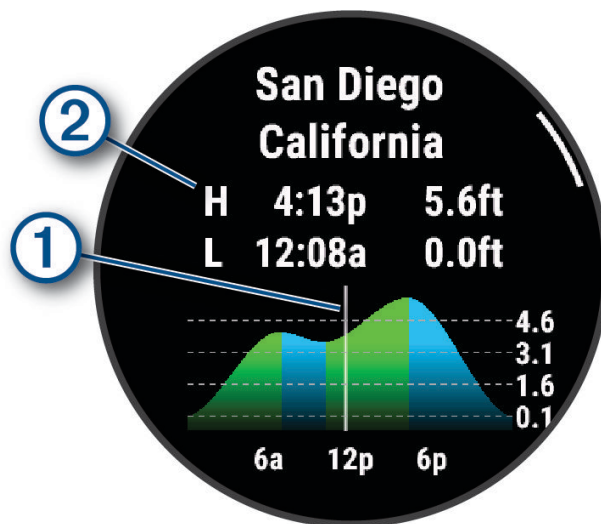 San Diego
California
2
H 4:13p 5.6ft
1
L 12:08a 0.0ft
4.6
3.1
1.6
0.1
6a 12p 6p